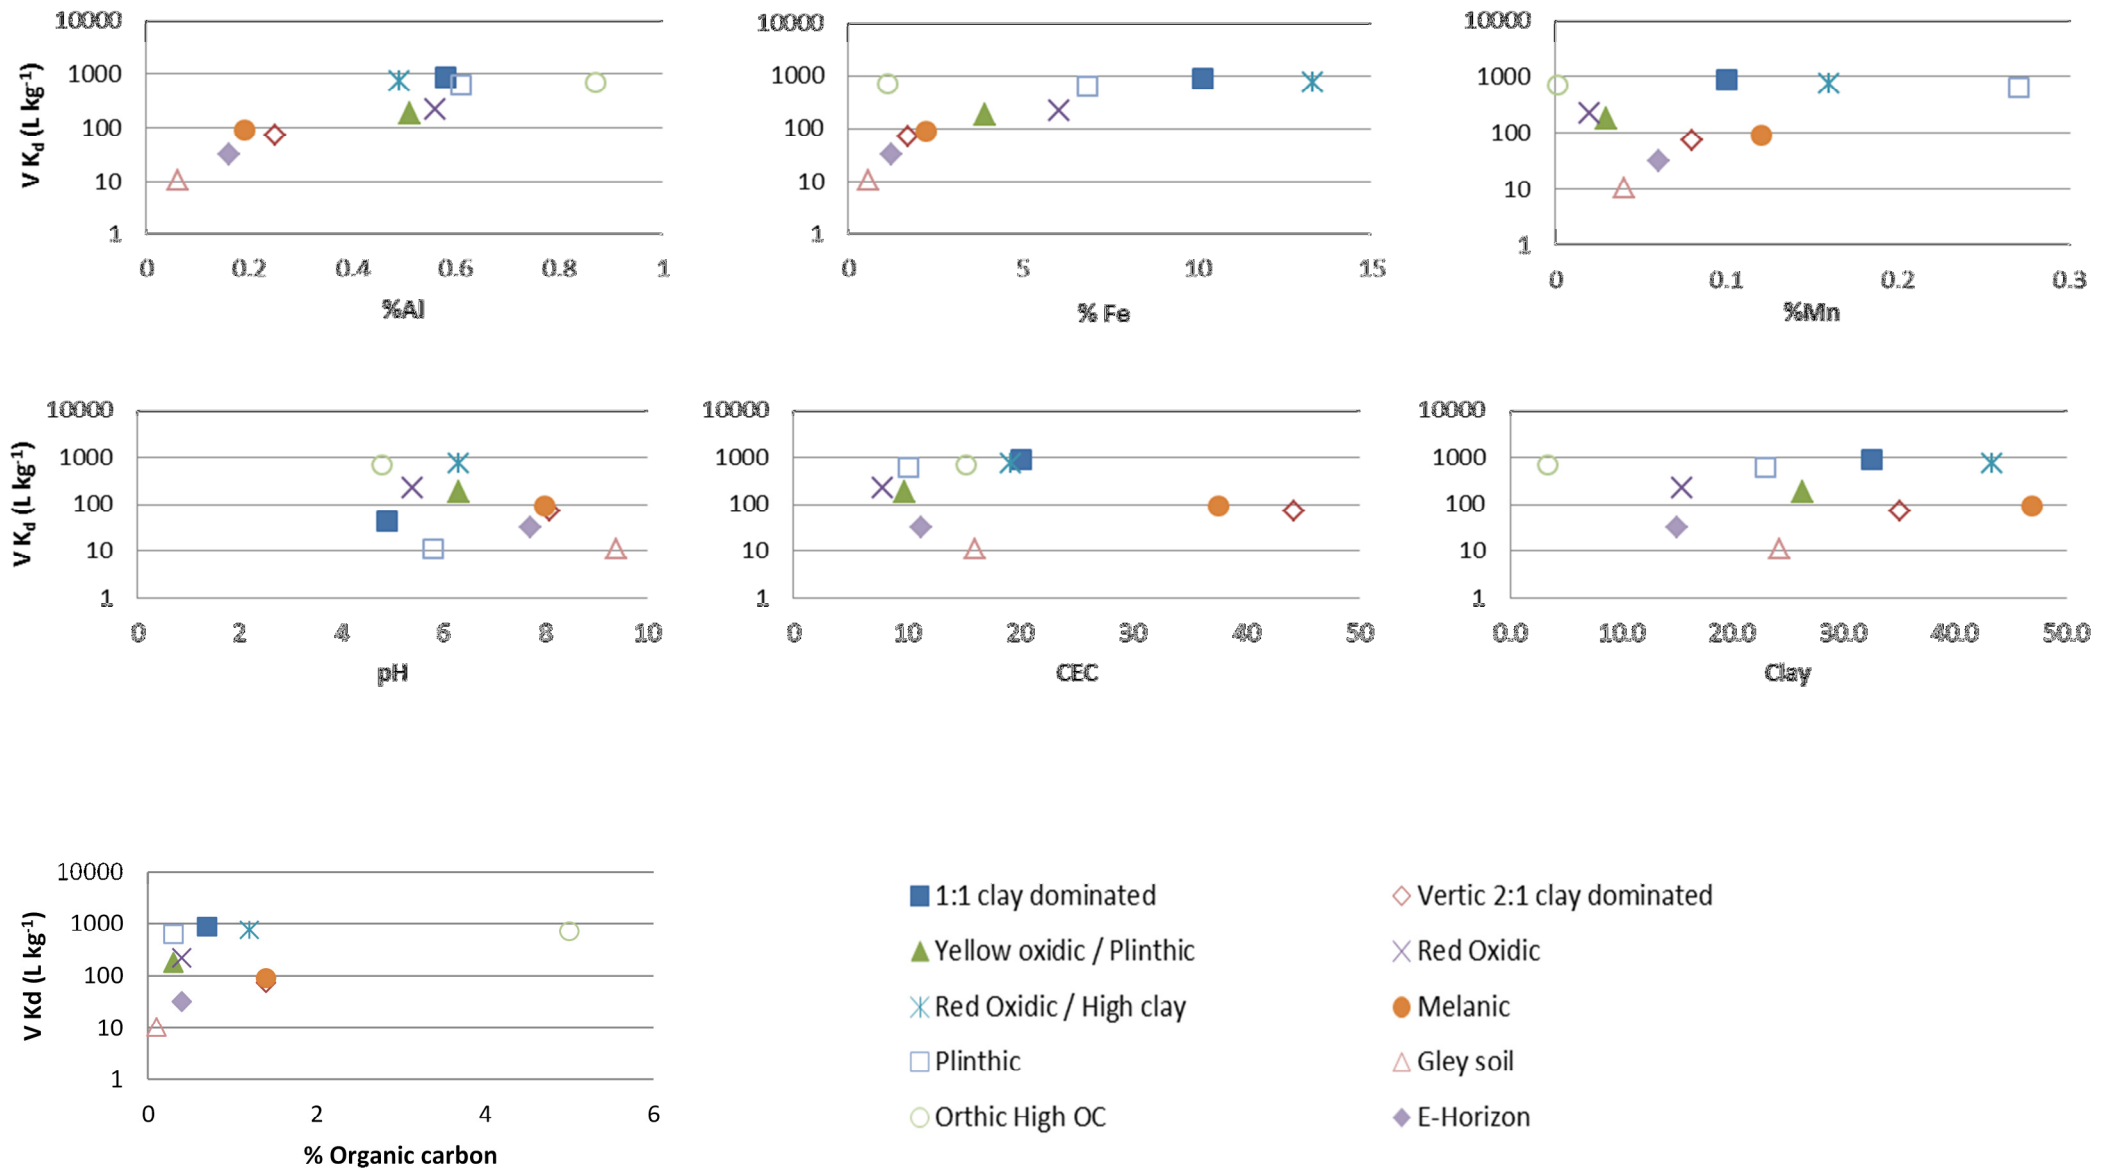 10000
1000
100
10
1
V Kd (L kg-1)
0 0.2 0.4 0.6 0.8 1
%Al
10000
1000
100
10
1
0 5 10 15
% Fe
10000
1000
100
10
1
0 0.1 0.2 0.3
%Mn
10000
1000
100
10
1
V Kd (L kg-1)
0 2 4 6 8 10
pH
10000
1000
100
10
1
0 10 20 30 40 50
CEC
10000
1000
100
10
1
0.0 10.0 20.0 30.0 40.0 50.0
Clay
10000
1000
100
10
1
V Kd (L kg-1)
0 2 4 6
% Organic carbon
1:1 clay dominated
Vertic 2:1 clay dominated
Yellow oxidic / Plinthic
Red Oxidic
Red Oxidic / High clay
Melanic
Plinthic
Gley soil
Orthic High OC
E-Horizon